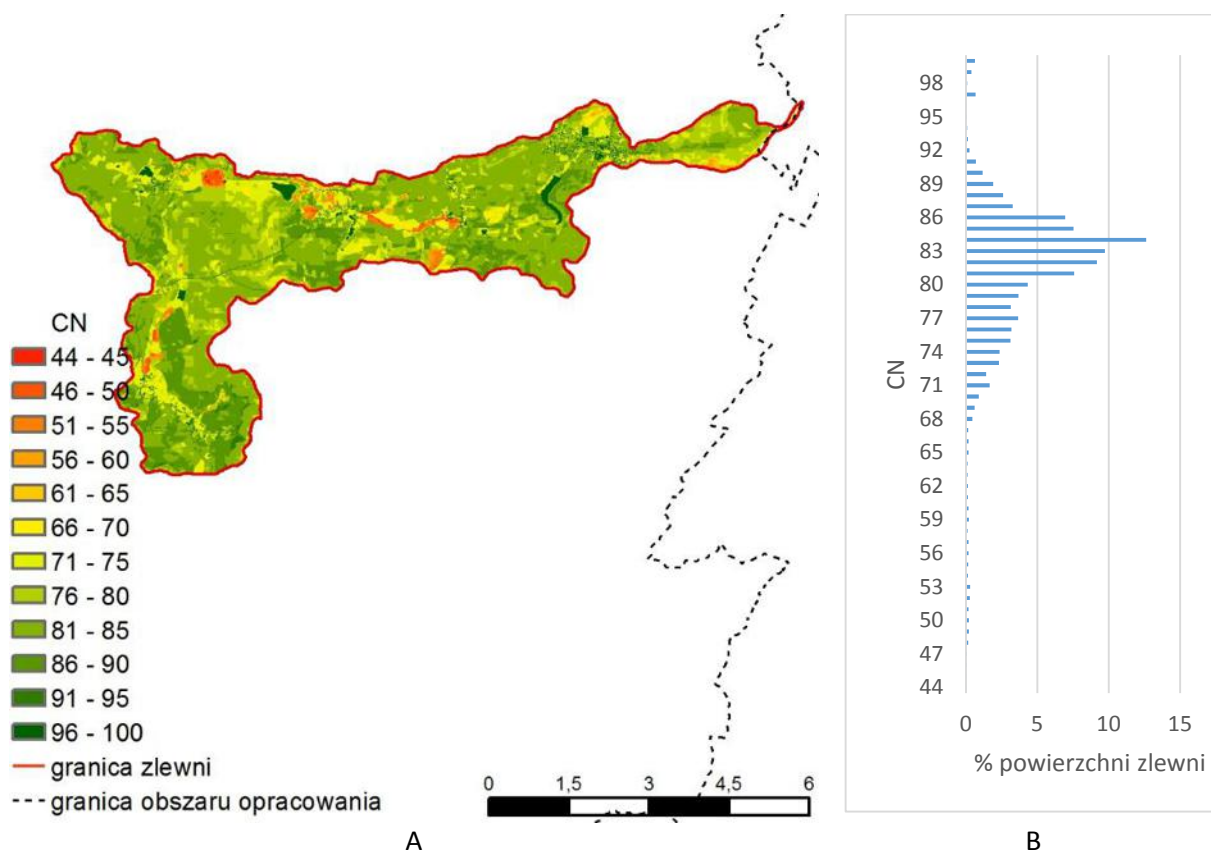 CN
44 - 45
46 - 50
51 - 55
56 - 60
61 - 65
66 - 70
71 - 75
76 - 80
81 - 85
86 - 90
91 - 95
96 - 100
granica zlewni
granica obszaru opracowania
0 1,5 3 4,5 6
A
98
95
92
89
86
83
80
77
74
71
68
65
62
59
56
53
50
47
44
CN
0 5 10 15
% powierzchni zlewni
B